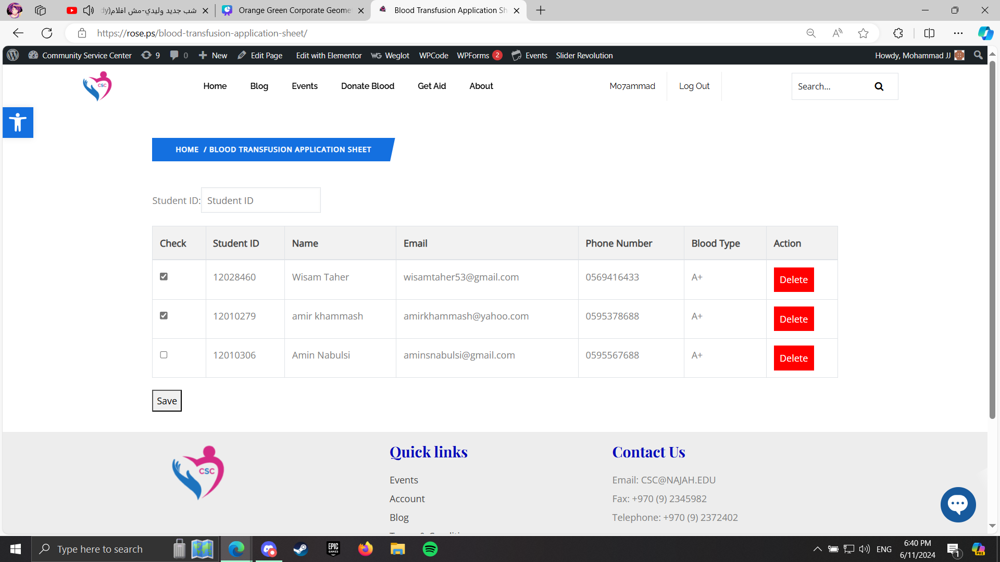 شب جديد وليدي-مش افلام(dy
Orange Green Corporate Geome
Blood Transfusion Application Sh
https://rose.ps/blood-transfusion-application-sheet/
Community Service Center 9 0 New Edit Page Edit with Elementor WG Weglot WPCode WPForms 2 Events Slider Revolution Howdy, Mohammad JJ
CSC
Home Blog Events Donate Blood Get Aid About Mo7ammad Log Out Search...
HOME / BLOOD TRANSFUSION APPLICATION SHEET
Student ID: Student ID
Check Student ID Name Email Phone Number Blood Type Action
12028460 Wisam Taher wisamtaher53@gmail.com 0569416433 A+ Delete
12010279 amir khammash amirkhammash@yahoo.com 0595378688 A+ Delete
12010306 Amin Nabulsi aminsnabulsi@gmail.com 0595567688 A+ Delete
Save
CSC
Quick links
Events
Account
Blog
Contact Us
Email: CSC@NAJAH.EDU
Fax: +970 (9) 2345982
Telephone: +970 (9) 2372402
Type here to search
EPIC
GAMES
ENG
6:40 PM
6/11/2024
1
PRE